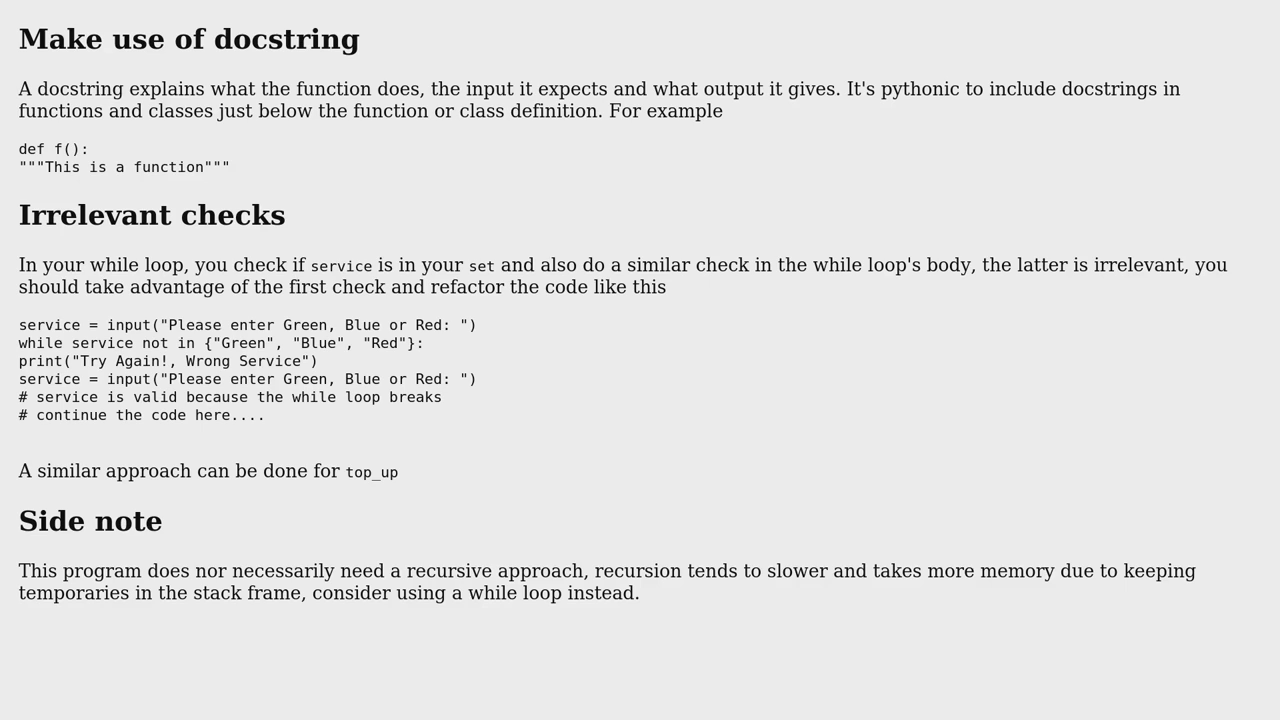 Make use of docstring
A docstring explains what the function does, the input it expects and what output it gives. It's pythonic to include docstrings in
functions and classes just below the function or class definition. For example
def f():
"""This is a function"""
Irrelevant checks
In your while loop, you check if service is in your set and also do a similar check in the while loop's body, the latter is irrelevant, you
should take advantage of the first check and refactor the code like this
service = input("Please enter Green, Blue or Red: ")
while service not in {"Green", "Blue", "Red"}:
print("Try Again!, Wrong Service")
service = input("Please enter Green, Blue or Red: ")
# service is valid because the while loop breaks
# continue the code here....
A similar approach can be done for top_up
Side note
This program does nor necessarily need a recursive approach, recursion tends to slower and takes more memory due to keeping
temporaries in the stack frame, consider using a while loop instead.